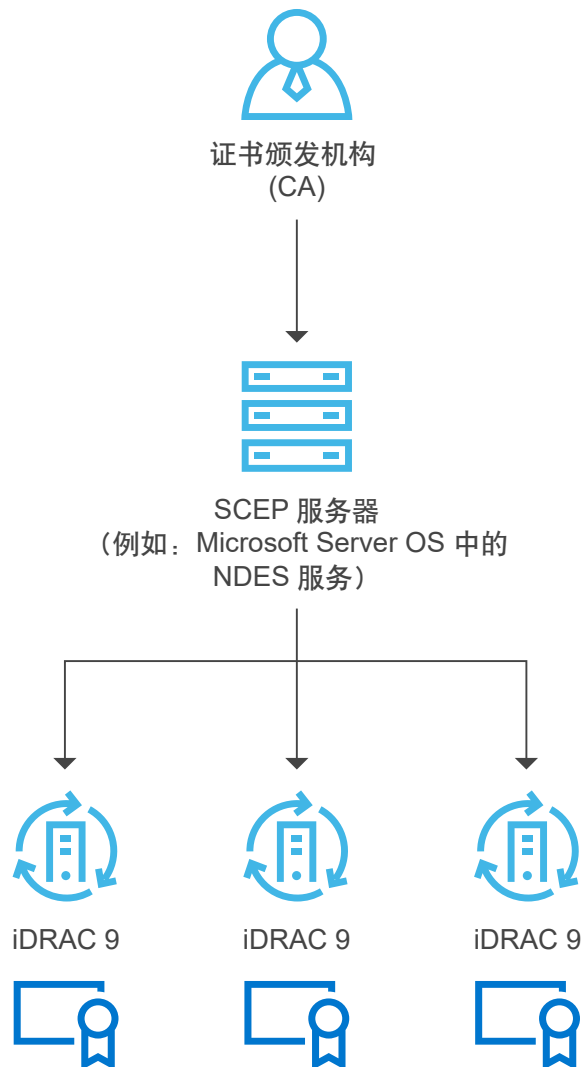 证书颁发机构
(CA)
SCEP 服务器
（例如：Microsoft Server OS 中的
NDES 服务）
iDRAC 9
iDRAC 9
iDRAC 9